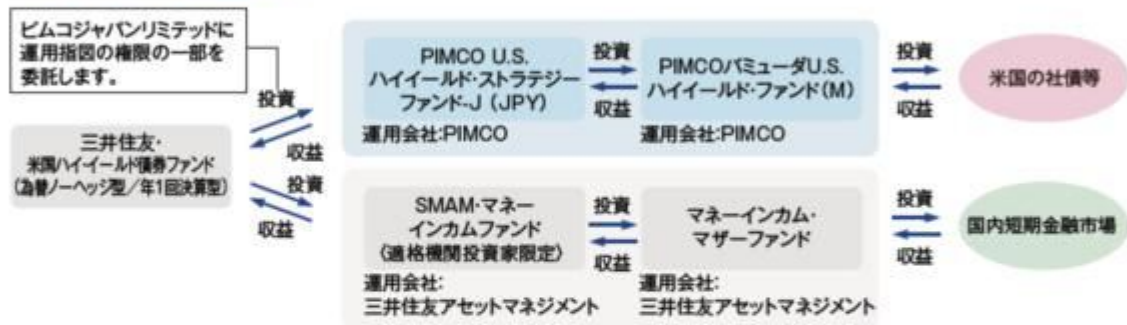 ピムコジャパンリミテッドに
運用指図の権限の一部を
委託します。
投資
収益
三井住友・
米国ハイ・イールド債券ファンド
(為替ノーヘッジ型/年1回決算型)
投資
収益
PIMCO U.S.
ハイイールド・ストラテジー
ファンド-J (JPY)
運用会社:PIMCO
投資
収益
PIMCOバミューダU.S.
ハイイールド・ファンド(M)
運用会社:PIMCO
投資
収益
米国の社債等
SMAM・マネー
インカムファンド
(適格機関投資家限定)
運用会社:
三井住友アセットマネジメント
投資
収益
マネーインカム・
マザーファンド
運用会社:
三井住友アセットマネジメント
投資
収益
国内短期金融市場